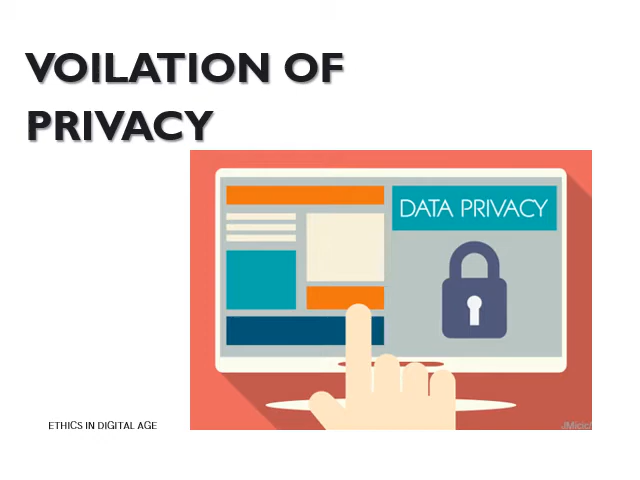 VOILATION OF
PRIVACY
DATA PRIVACY
ETHICS IN DIGITAL AGE